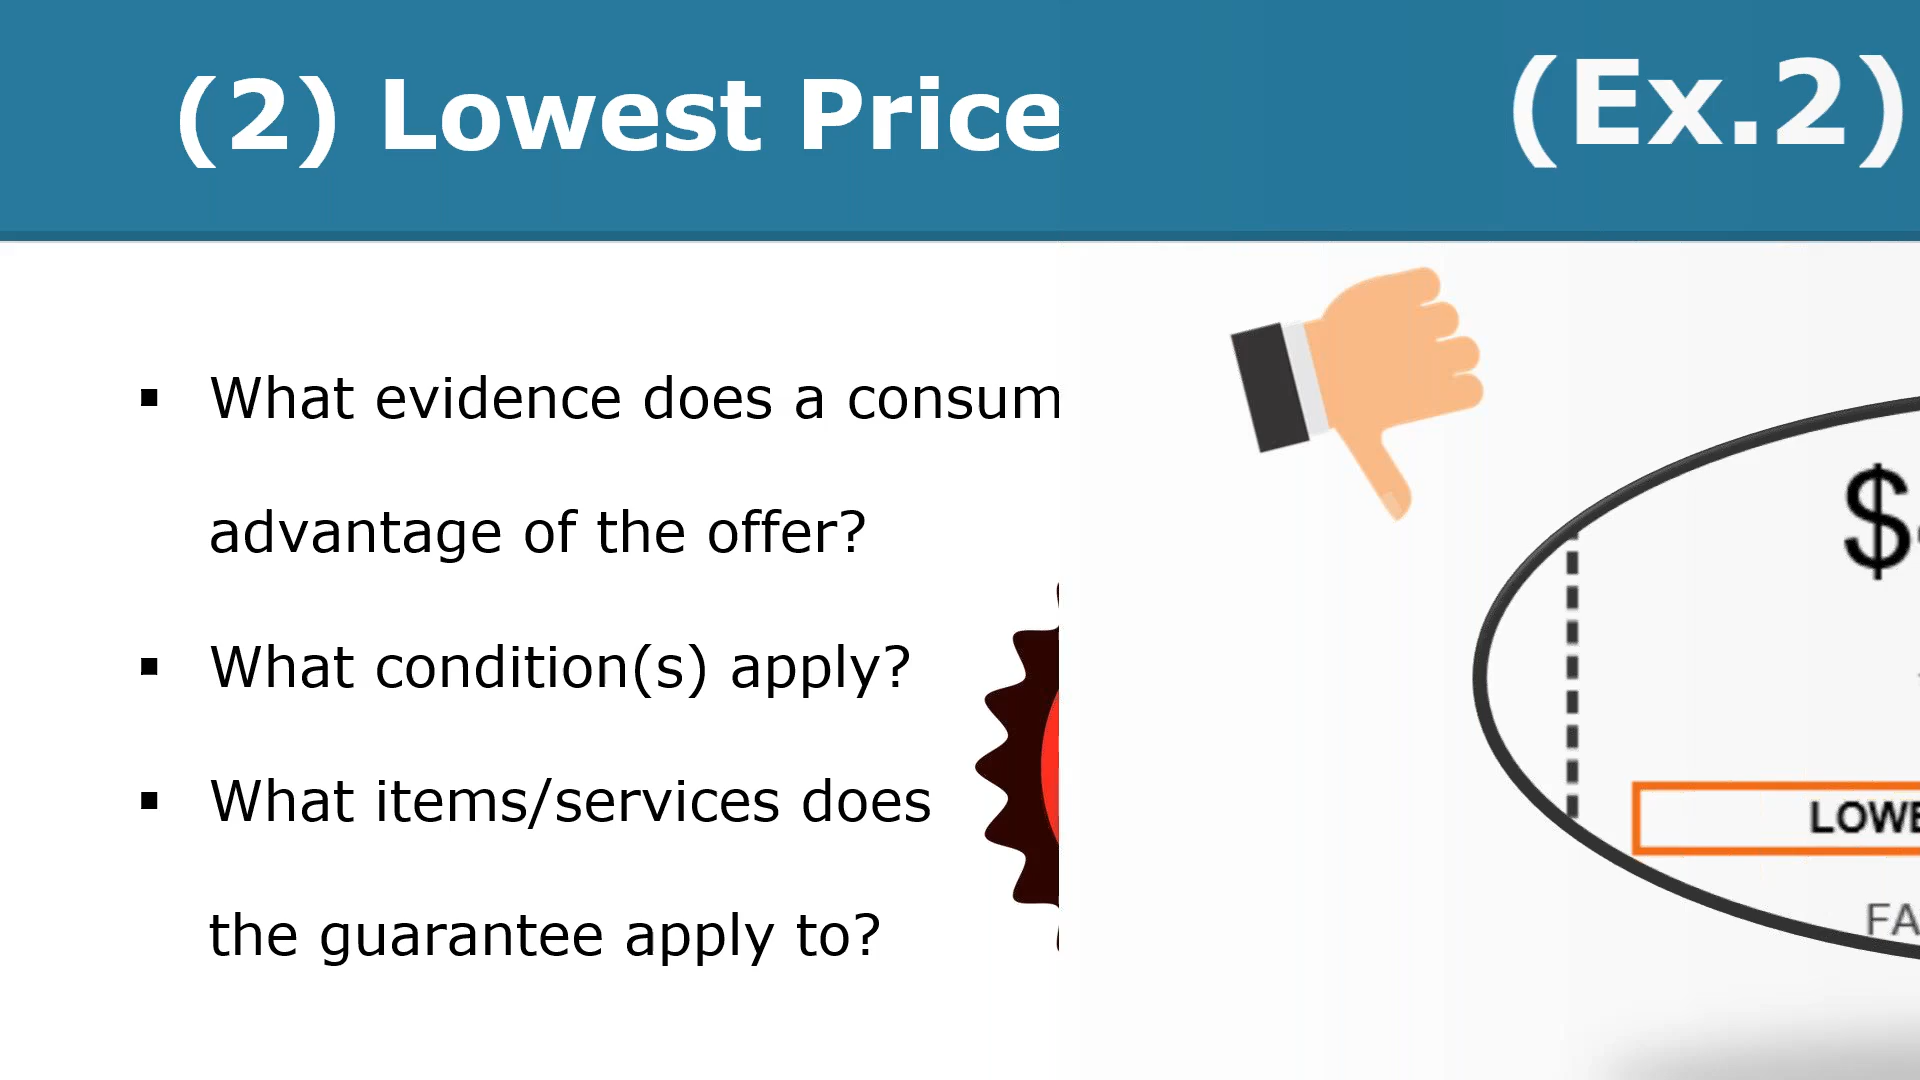 (2) Lowest Price
(Ex.2)
What evidence does a consum
advantage of the offer?
What condition(s) apply?
What items/services does
the guarantee apply to?
$
LOWE
FA